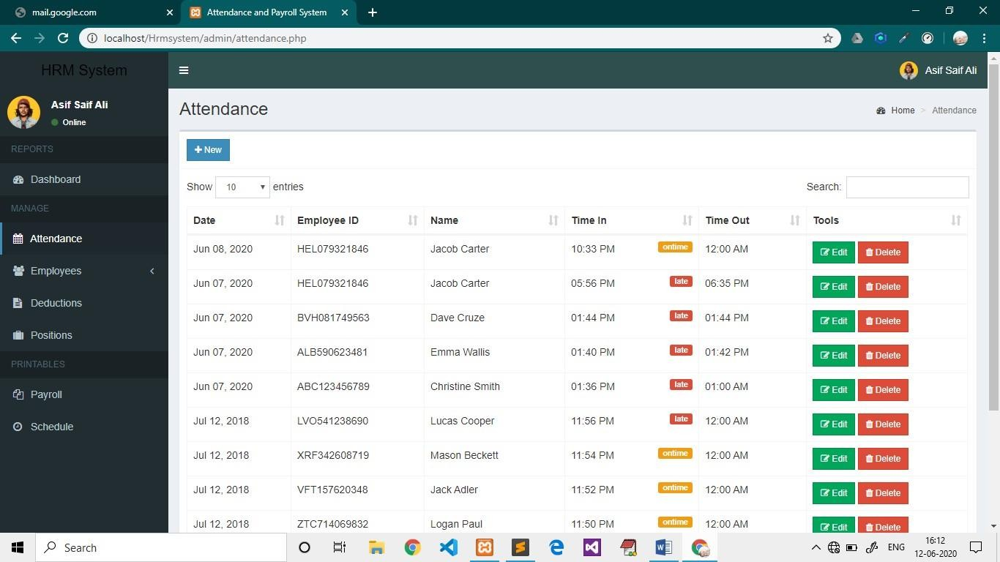 mail.google.com
Attendance and Payroll System
localhost/Hrmsystem/admin/attendance.php
HRM System
Asif Saif Ali
Asif Saif Ali
Online
REPORTS
Dashboard
MANAGE
Attendance
Employees
Deductions
Positions
PRINTABLES
Payroll
Schedule
Attendance
Home > Attendance
New
Show 10 entries Search:
Date Employee ID Name Time In Time Out Tools
Jun 08, 2020 HEL079321846 Jacob Carter 10:33 PM ontime 12:00 AM Edit Delete
Jun 07, 2020 HEL079321846 Jacob Carter 05:56 PM late 06:35 PM Edit Delete
Jun 07, 2020 BVH081749563 Dave Cruze 01:44 PM late 01:44 PM Edit Delete
Jun 07, 2020 ALB590623481 Emma Wallis 01:40 PM late 01:42 PM Edit Delete
Jun 07, 2020 ABC123456789 Christine Smith 01:36 PM late 01:00 AM Edit Delete
Jul 12, 2018 LVO541238690 Lucas Cooper 11:56 PM late 12:00 AM Edit Delete
Jul 12, 2018 XRF342608719 Mason Beckett 11:54 PM ontime 12:00 AM Edit Delete
Jul 12, 2018 VFT157620348 Jack Adler 11:52 PM ontime 12:00 AM Edit Delete
Jul 12, 2018 ZTC714069832 Logan Paul 11:50 PM ontime 12:00 AM Edit Delete
Search
ENG
16:12
12-06-2020